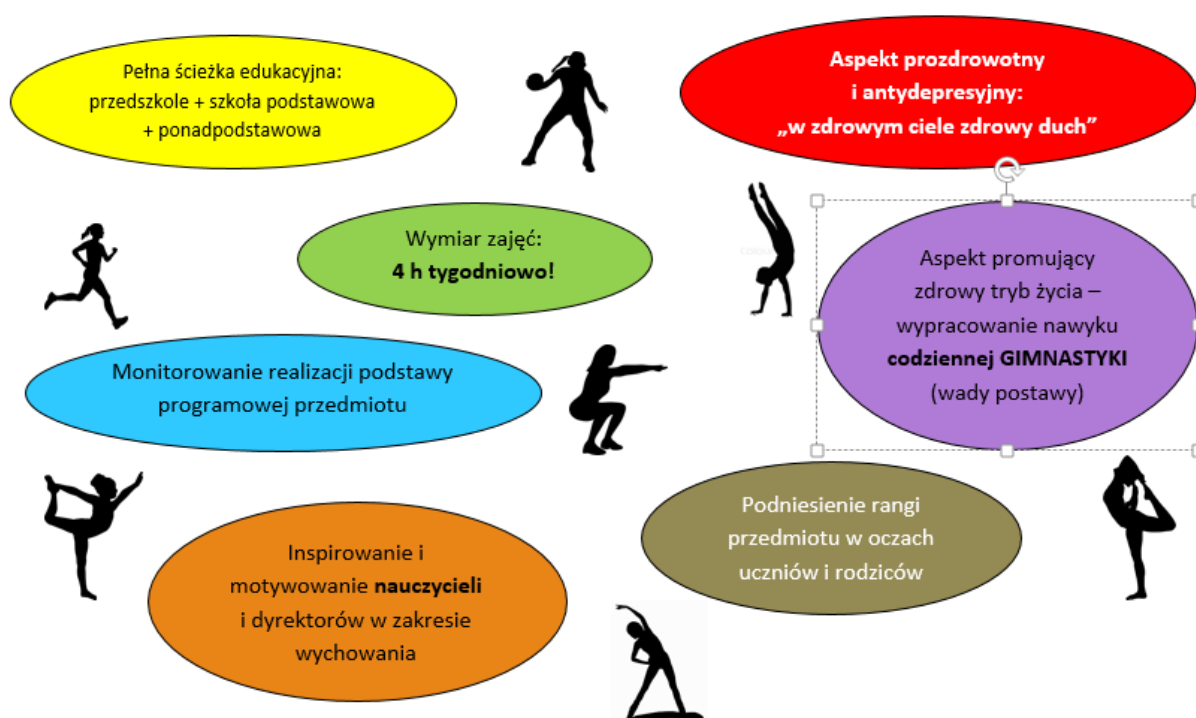 Pełna ścieżka edukacyjna:
przedszkole + szkoła podstawowa
+ ponadpodstawowa
Aspekt prozdrowotny
i antydepresyjny:
„w zdrowym ciele zdrowy duch”
Wymiar zajęć:
4 h tygodniowo!
Aspekt promujący
zdrowy tryb życia –
wypracowanie nawyku
codziennej GIMNASTYKI
(wady postawy)
Monitorowanie realizacji podstawy
programowej przedmiotu
Podniesienie rangi
przedmiotu w oczach
uczniów i rodziców
Inspirowanie i
motywowanie nauczycieli
i dyrektorów w zakresie
wychowania